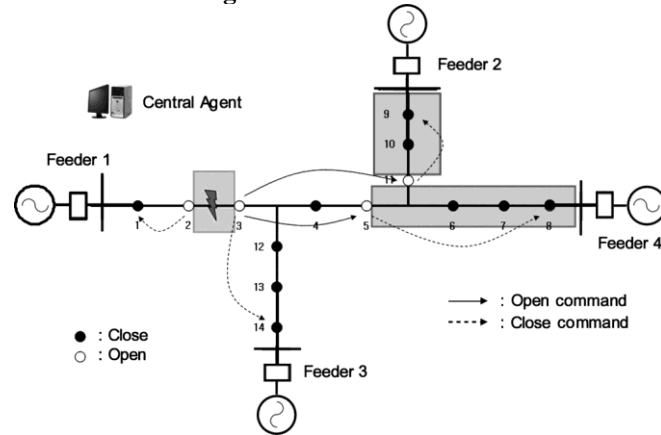 Feeder 2
Central Agent
9
10
Feeder 1
11
1
2
3
4
5
6
7
8
Feeder 4
12
13
14
: Open command
: Close command
: Close
: Open
Feeder 3